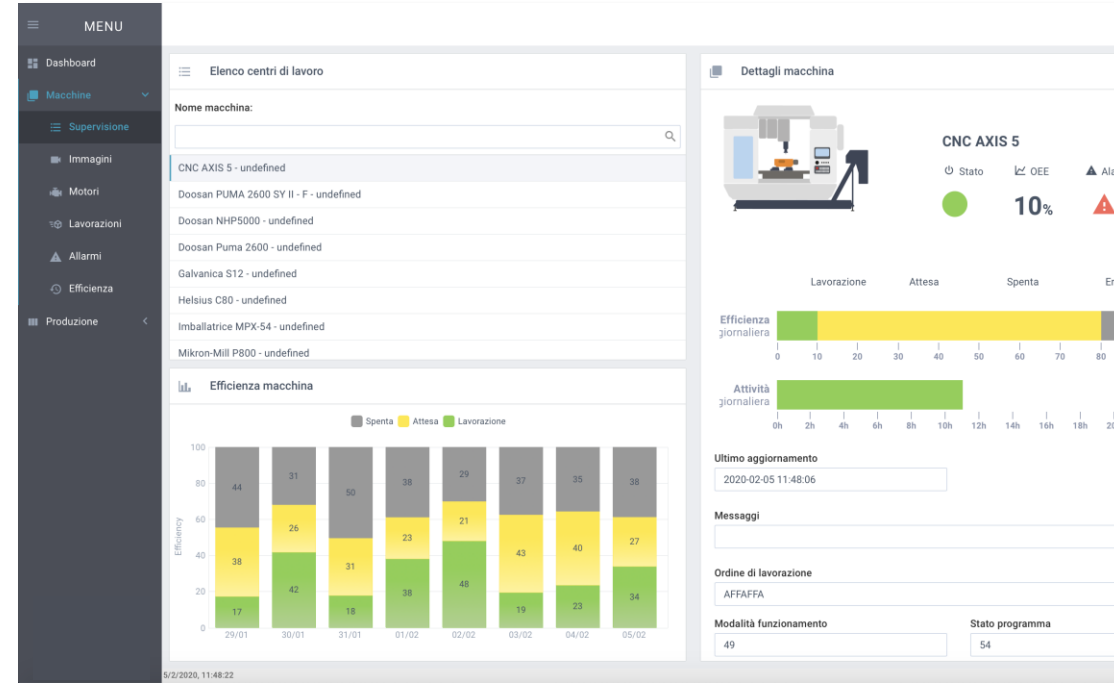 MENU
Dashboard
Macchine
Supervisione
Immagini
Motori
Lavorazioni
Allarmi
Efficienza
Produzione
Elenco centri di lavoro
Nome macchina:
CNC AXIS 5 - undefined
Doosan PUMA 2600 SY II - F - undefined
Doosan NHP5000 - undefined
Doosan Puma 2600 - undefined
Galvanica S12 - undefined
Helsius C80 - undefined
Imballatrice MPX-54 - undefined
Mikron-Mill P800 - undefined
Efficienza macchina
Spenta Attesa Lavorazione
100
80
60
40
20
0
Efficiency
44 31 50 38 29 37 35 38
38 26 31 23 21 43 40 27
17 42 18 38 48 19 23 34
29/01 30/01 31/01 01/02 02/02 03/02 04/02 05/02
Dettagli macchina
CNC AXIS 5
Stato OEE Ala
10%
Lavorazione Attesa Spenta Er
Efficienza
giornaliera
0 10 20 30 40 50 60 70 80
Attività
giornaliera
0h 2h 4h 6h 8h 10h 12h 14h 16h 18h 20
Ultimo aggiornamento
2020-02-05 11:48:06
Messaggi
Ordine di lavorazione
AFFAFFA
Modalità funzionamento Stato programma
49 54
5/2/2020, 11:48:22